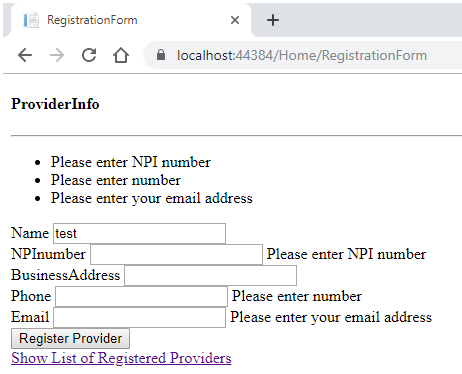 RegistrationForm
localhost:44384/Home/RegistrationForm
ProviderInfo
Please enter NPI number
Please enter number
Please enter your email address
Name test
NPInumber Please enter NPI number
BusinessAddress
Phone Please enter number
Email Please enter your email address
Register Provider
Show List of Registered Providers